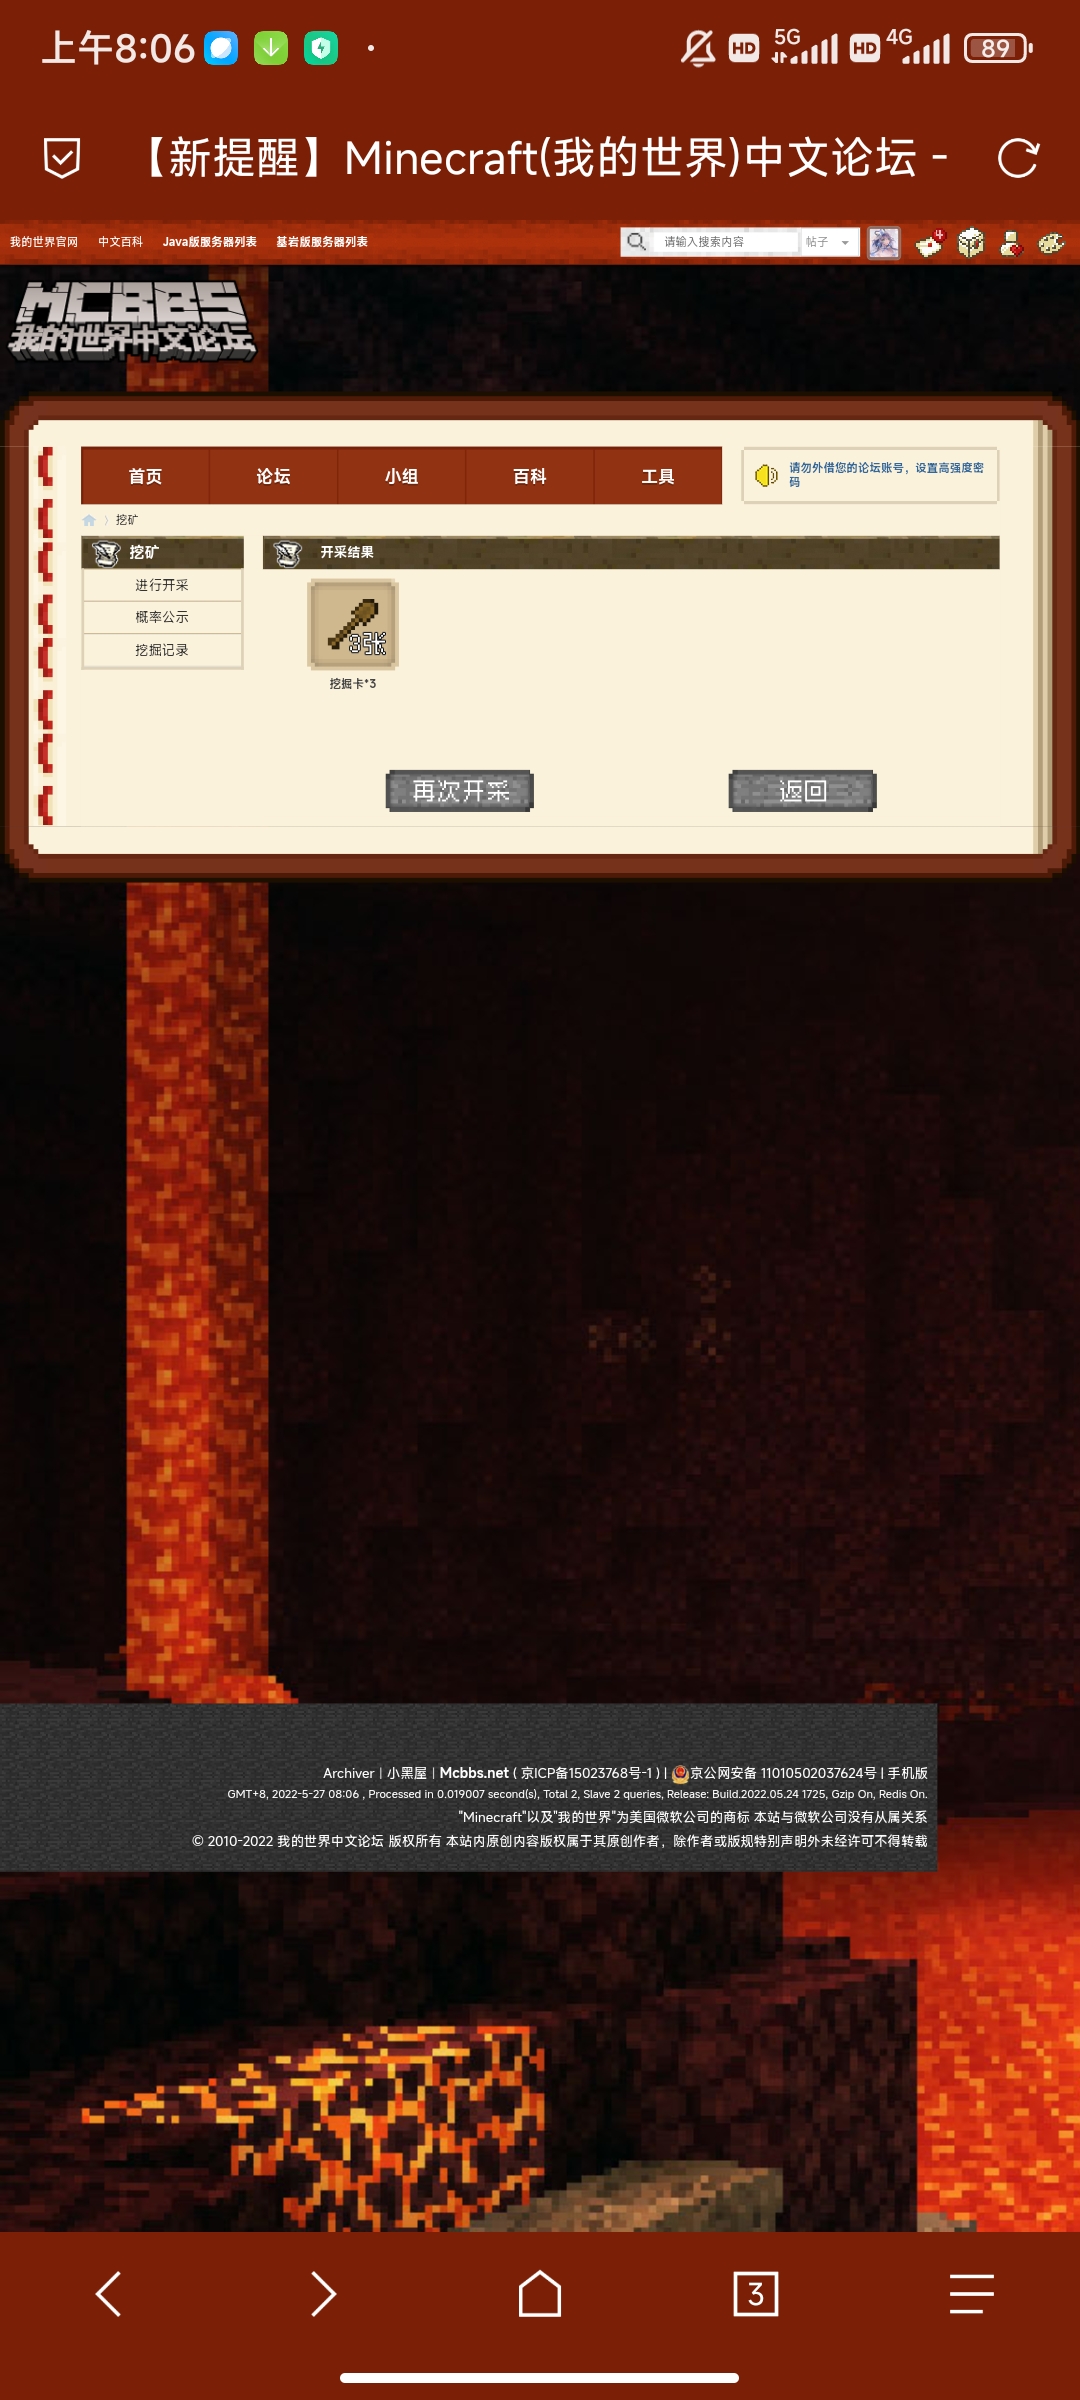 上午8:06
HD 5G HD 4G 89
【新提醒】Minecraft(我的世界)中文论坛 -
我的世界官网 中文百科 Java版服务器列表 基岩版服务器列表 请输入搜索内容 帖子 4
MCBBS
我的世界中文论坛
首页 论坛 小组 百科 工具
请勿外借您的论坛账号，设置高强度密
码
挖矿
挖矿
进行开采
概率公示
挖掘记录
开采结果
3张
挖掘卡*3
再次开采 返回
Archiver | 小黑屋 | Mcbbs.net ( 京ICP备15023768号-1 ) | 京公网安备 11010502037624号 | 手机版
GMT+8, 2022-5-27 08:06 , Processed in 0.019007 second(s), Total 2, Slave 2 queries, Release: Build.2022.05.24 1725, Gzip On, Redis On.
"Minecraft"以及"我的世界"为美国微软公司的商标 本站与微软公司没有从属关系
© 2010-2022 我的世界中文论坛 版权所有 本站内原创内容版权属于其原创作者，除作者或版规特别声明外未经许可不得转载
3